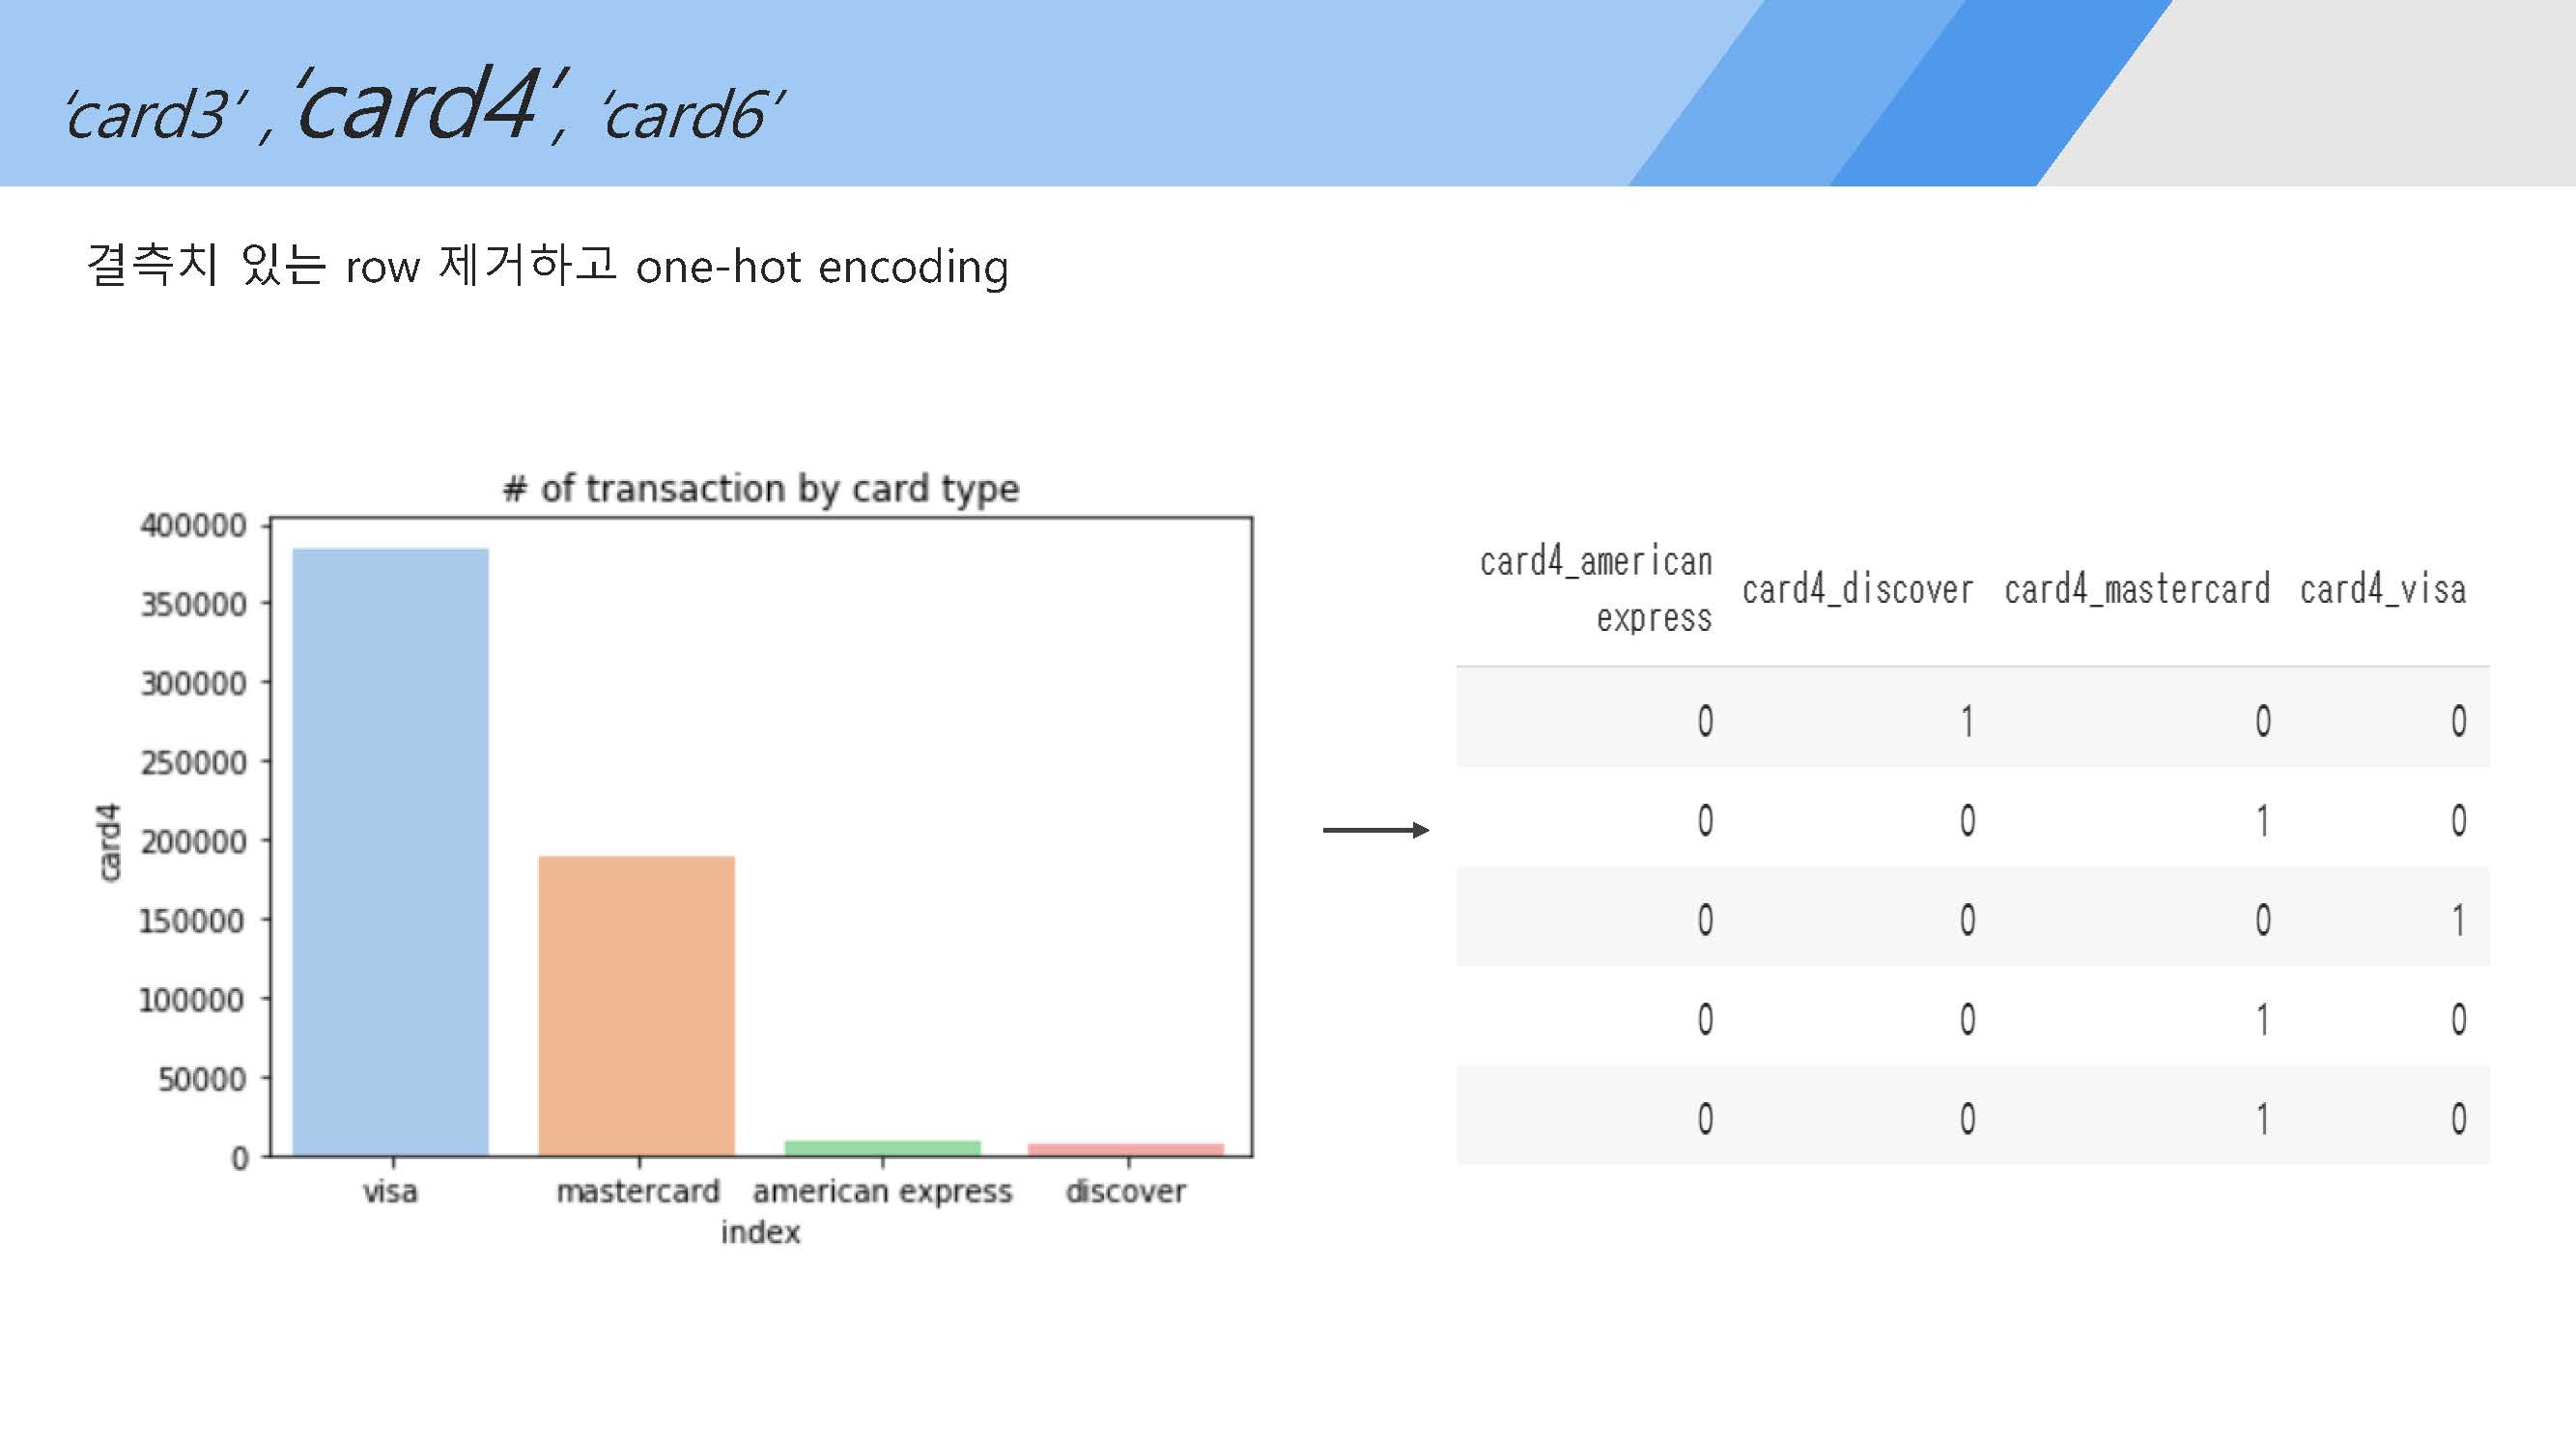 ‘card3’ , ‘card4’, ‘card6’
결측치 있는 row 제거하고 one-hot encoding
# of transaction by card type
400000
350000
300000
250000
200000
150000
100000
50000
0
card4
visa mastercard american express discover
index
card4_american express card4_discover card4_mastercard card4_visa
0 1 0 0
0 0 1 0
0 0 0 1
0 0 1 0
0 0 1 0